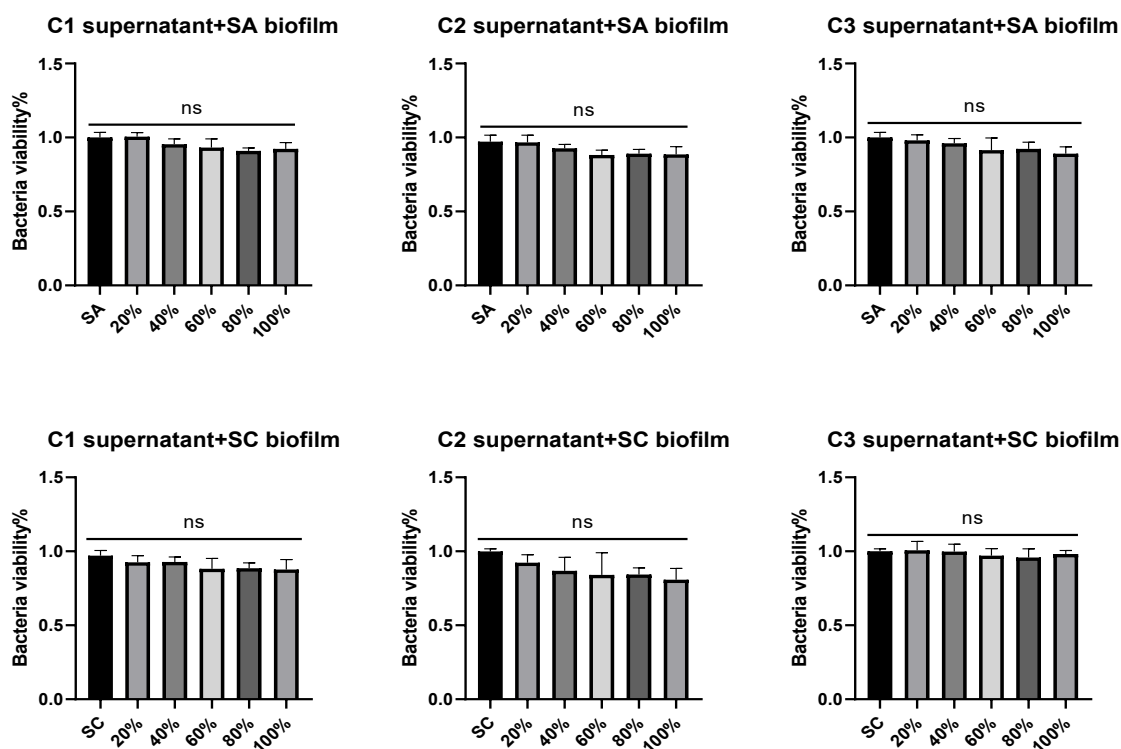 C1 supernatant+SA biofilm
Bacteria viability%
1.5
1.0
0.5
0.0
ns
SA
20%
40%
60%
80%
100%
C2 supernatant+SA biofilm
Bacteria viability%
1.5
1.0
0.5
0.0
ns
SA
20%
40%
60%
80%
100%
C3 supernatant+SA biofilm
Bacteria viability%
1.5
1.0
0.5
0.0
ns
SA
20%
40%
60%
80%
100%
C1 supernatant+SC biofilm
Bacteria viability%
1.5
1.0
0.5
0.0
ns
SC
20%
40%
60%
80%
100%
C2 supernatant+SC biofilm
Bacteria viability%
1.5
1.0
0.5
0.0
ns
SC
20%
40%
60%
80%
100%
C3 supernatant+SC biofilm
Bacteria viability%
1.5
1.0
0.5
0.0
ns
SC
20%
40%
60%
80%
100%